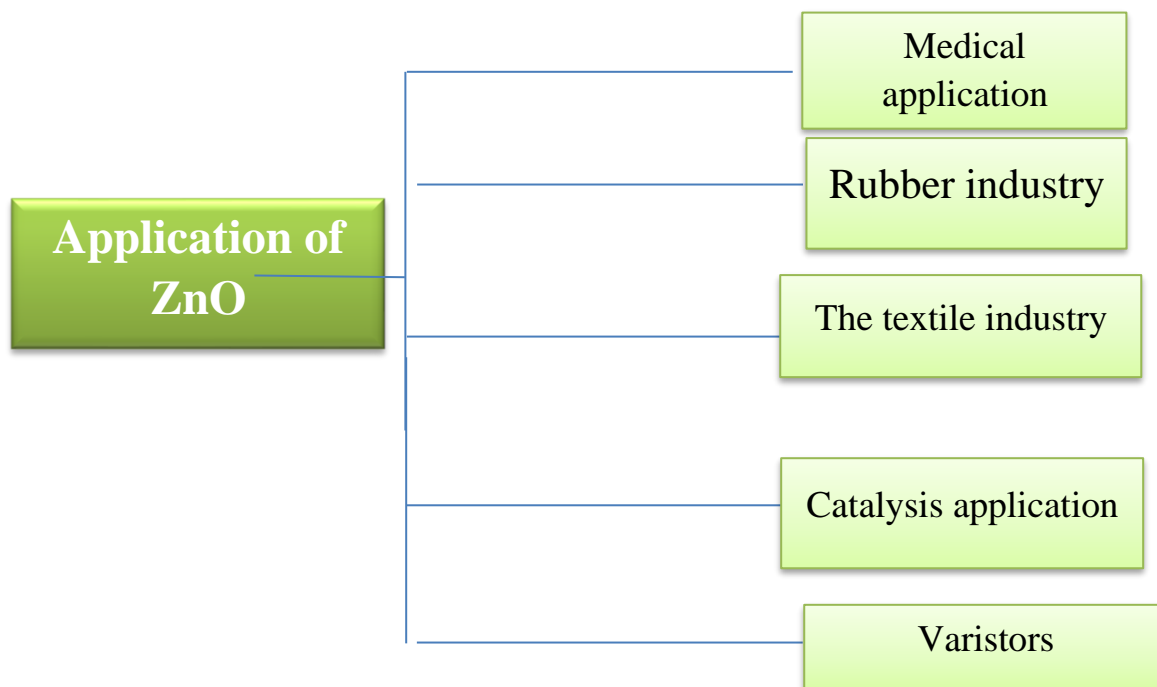 Medical
application
Rubber industry
Application of
ZnO
The textile industry
Catalysis application
Varistors